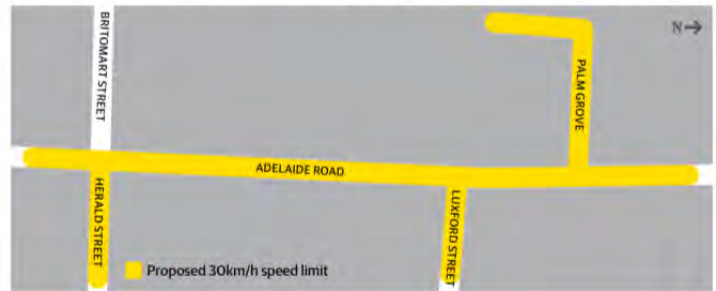 BRITOMART STREET
N
PALM GROVE
ADELAIDE ROAD
HERALD STREET
LUXFORD STREET
Proposed 30km/h speed limit